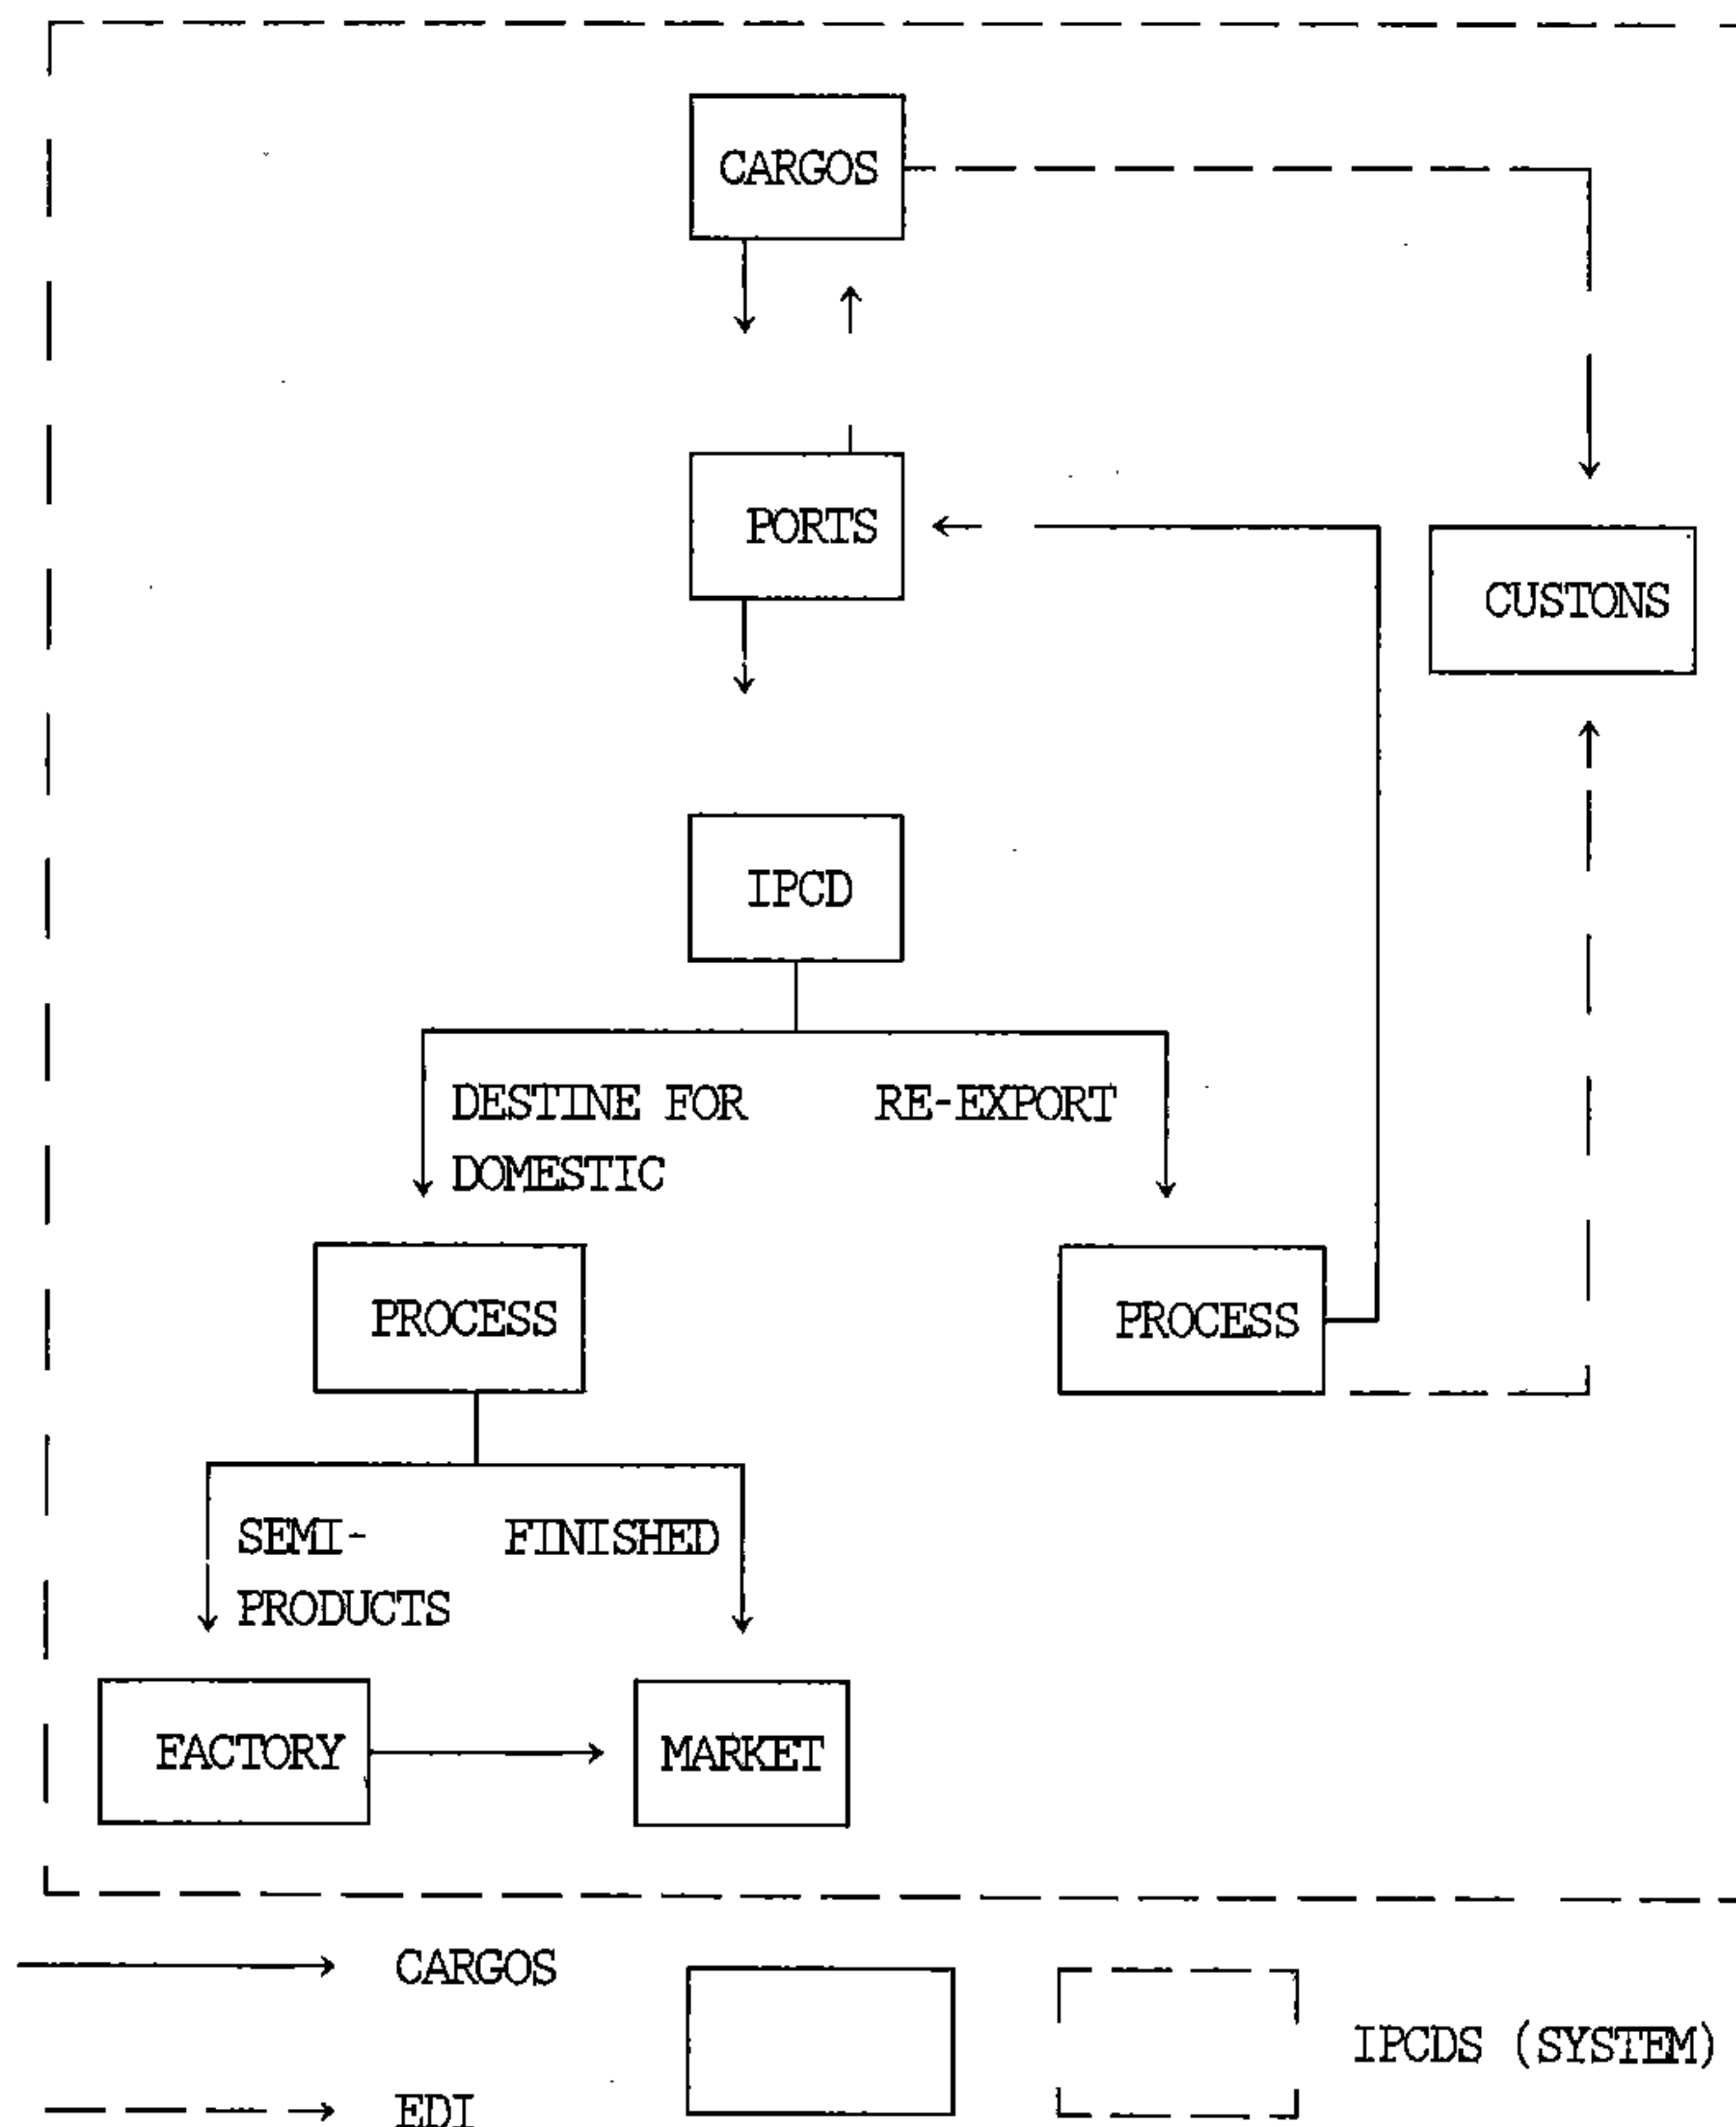 CARGOS
PORTS
CUSTONS
IPCD
DESTINE FOR
DOMESTIC
RE-EXPORT
PROCESS
PROCESS
SEMI-
PRODUCTS
FINISHED
FACTORY
MARKET
CARGOS
IPCDS (SYSTEM)
EDI